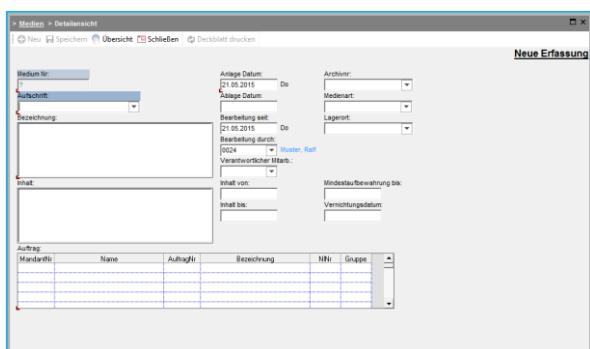 > Medien > Detailansicht
Neu Speichern Übersicht Schließen Deckblatt drucken
Neue Erfassung
Medium Nr: Anlage Datum: Archivnr:
? 21.05.2015 Do
Aufschrift: Ablage Datum: Medienart:
Bezeichnung: Bearbeitung seit: Lagerort:
21.05.2015 Do
Bearbeitung durch:
0024 Muster, Ralf
Verantwortlicher Mitarb.:
Inhalt: Inhalt von: Mindestaufbewahrung bis:
Inhalt bis: Vernichtungsdatum:
Auftrag:
MandantNr Name AuftragNr Bezeichnung NlNr Gruppe